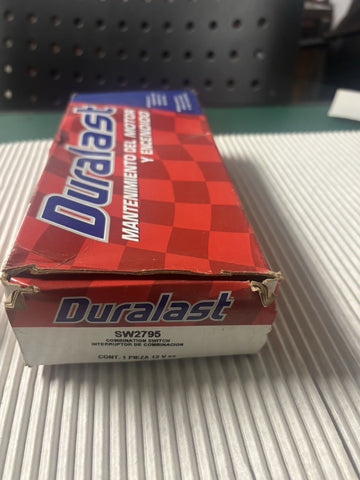 Duralast
MANTENIMIENTO DEL MOTOR
Y ENCENDIDO
Duralast
SW2795
COMBINATION SWITCH
INTERRUPTOR DE COMBINACION
CONT. 1 PIEZA 12 V